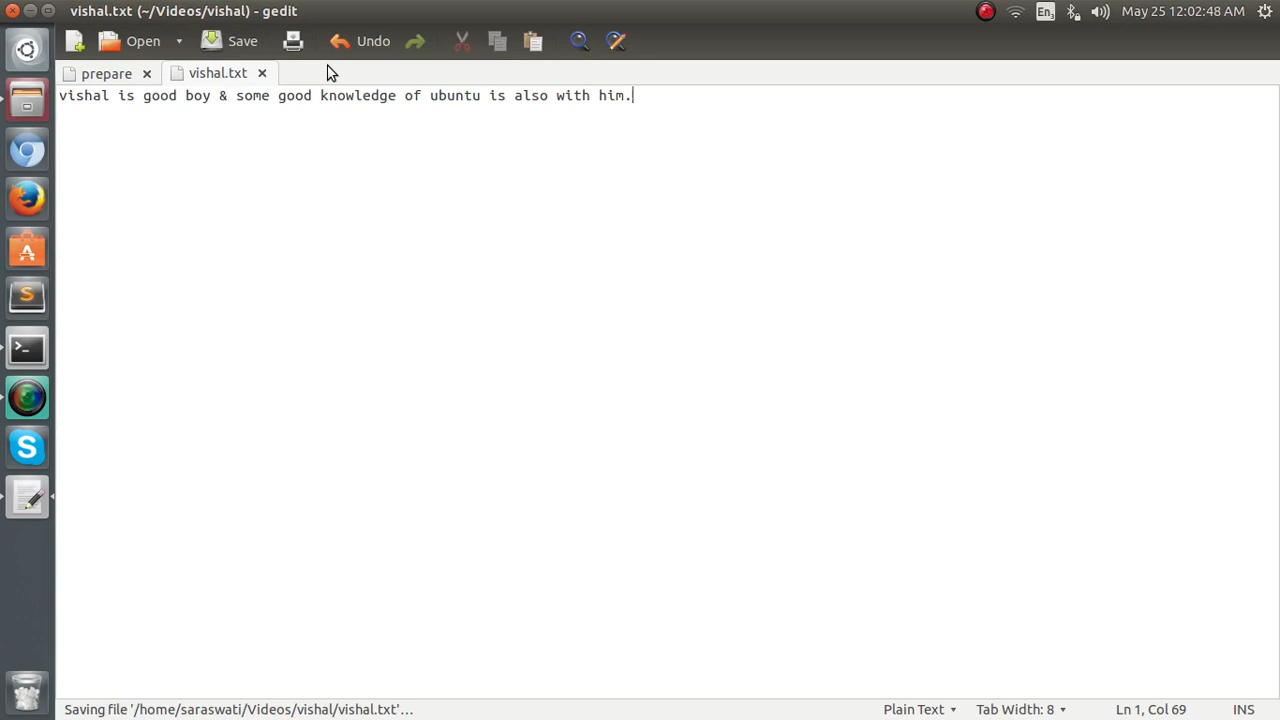 vishal.txt (~/Videos/vishal) - gedit
En₃
May 25 12:02:48 AM
Open
Save
Undo
prepare
vishal.txt
vishal is good boy & some good knowledge of ubuntu is also with him.
Saving file '/home/saraswati/Videos/vishal/vishal.txt'…
Plain Text
Tab Width: 8
Ln 1, Col 69
INS